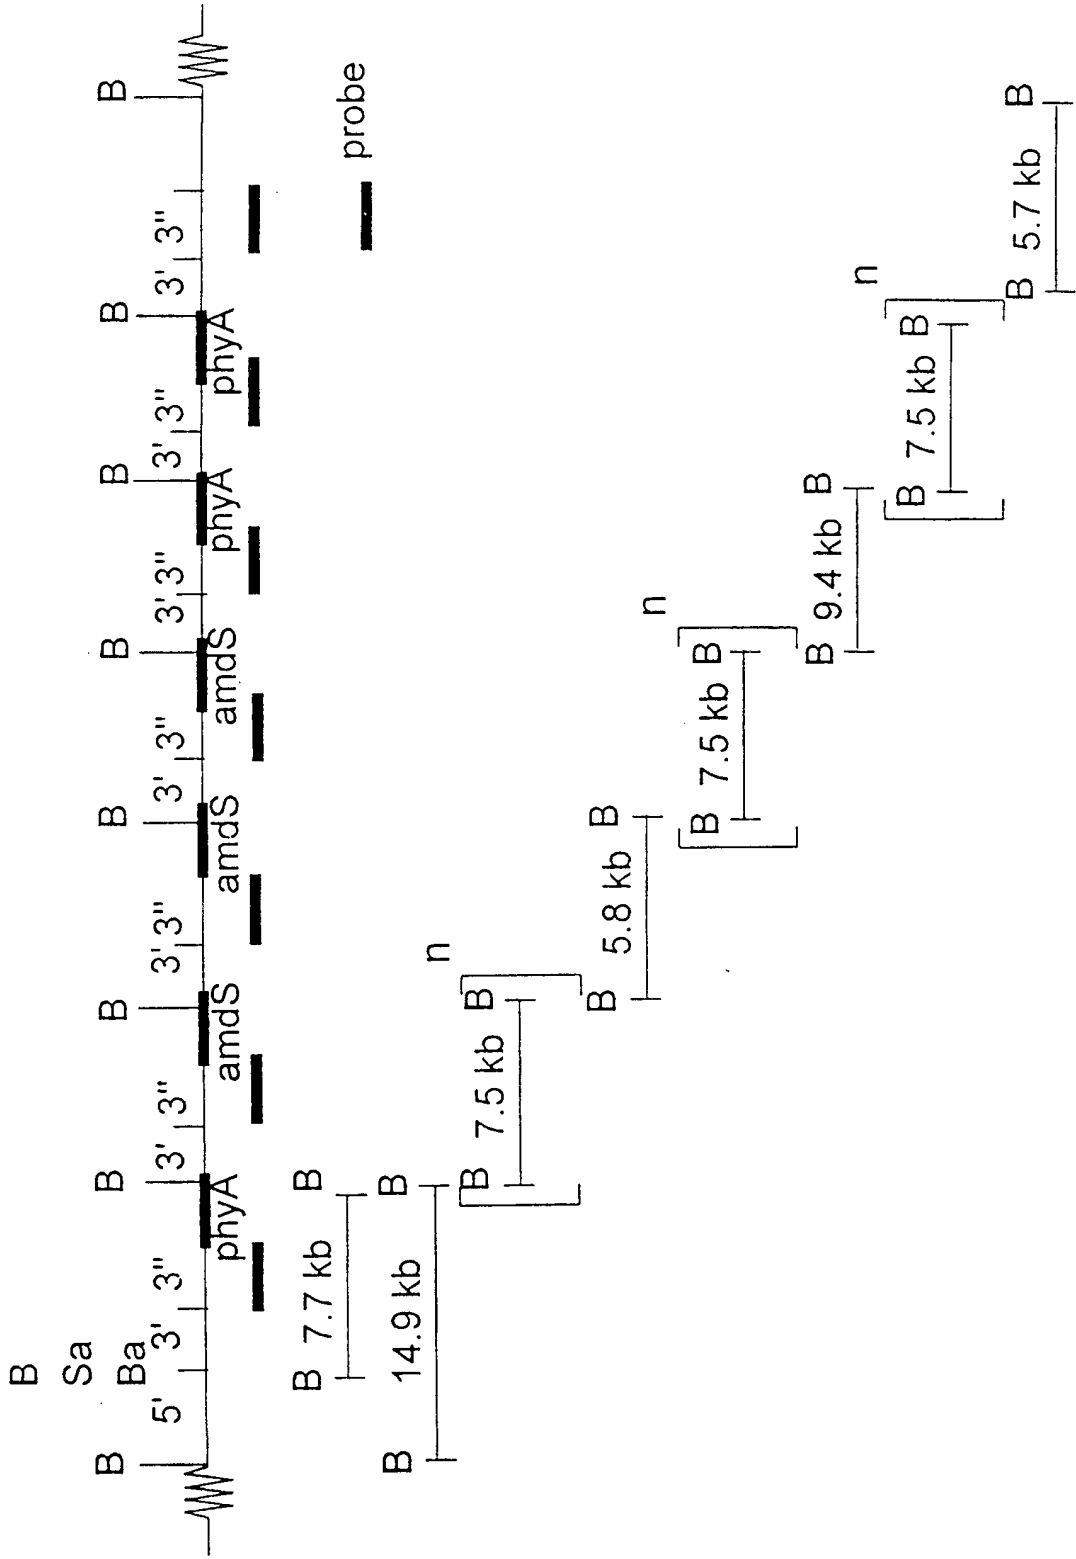 B
Sa
B Ba B B B B B B B
5' 3' 3" 3' 3" 3' 3" 3' 3" 3' 3" 3' 3" 3' 3"
phyA amdS amdS amdS phyA phyA
probe
B 7.7 kb B
B 14.9 kb B
n
B 7.5 kb B
B 5.8 kb B
n
B 7.5 kb B
B 9.4 kb B
n
B 7.5 kb B
B 5.7 kb B